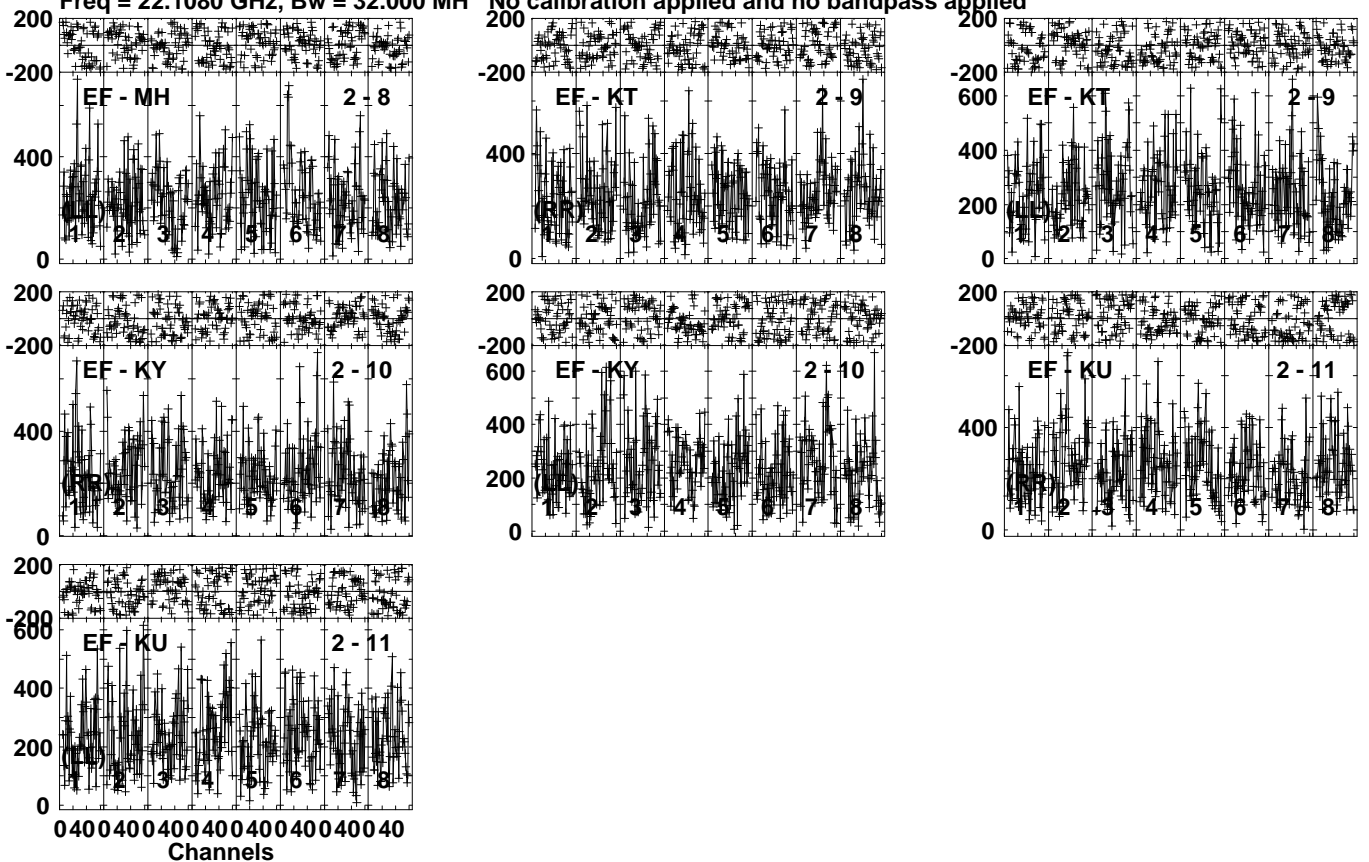 Freq = 22.1080 GHz, Bw = 32.000 MH No calibration applied and no bandpass applied
200
-200
EF - MH 2 - 8
400
(LL)
1 2 3 4 5 6 7 8
0
200
-200
EF - KT 2 - 9
400
(RR)
1 2 3 4 5 6 7 8
0
200
-200
600
EF - KT 2 - 9
400
200
(LL)
1 2 3 4 5 6 7 8
0
200
-200
EF - KY 2 - 10
400
(RR)
1 2 3 4 5 6 7 8
0
200
-200
600
EF - KY 2 - 10
400
200
(LL)
1 2 3 4 5 6 7 8
0
200
-200
EF - KU 2 - 11
400
(RR)
1 2 3 4 5 6 7 8
0
200
-200
600
EF - KU 2 - 11
400
200
(LL)
1 2 3 4 5 6 7 8
0
0 40 0 40 0 40 0 40 0 40 0 40 0 40 0 40
Channels